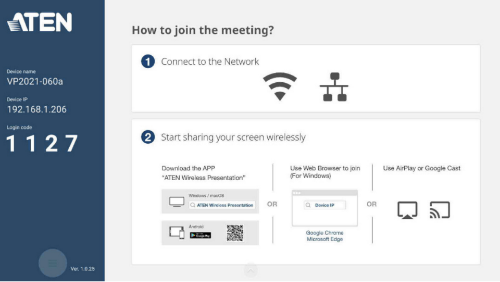 ATEN
Device name
VP2021-060a
Device IP
192.168.1.206
Login code
1 1 2 7
Ver. 1.0.25
How to join the meeting?
1 Connect to the Network
2 Start sharing your screen wirelessly
Download the APP
"ATEN Wireless Presentation"
Windows / macOS
ATEN Wireless Presentation
Android
Google Play
OR
Use Web Browser to join
(For Windows)
Device IP
Google Chrome
Microsoft Edge
OR
Use AirPlay or Google Cast